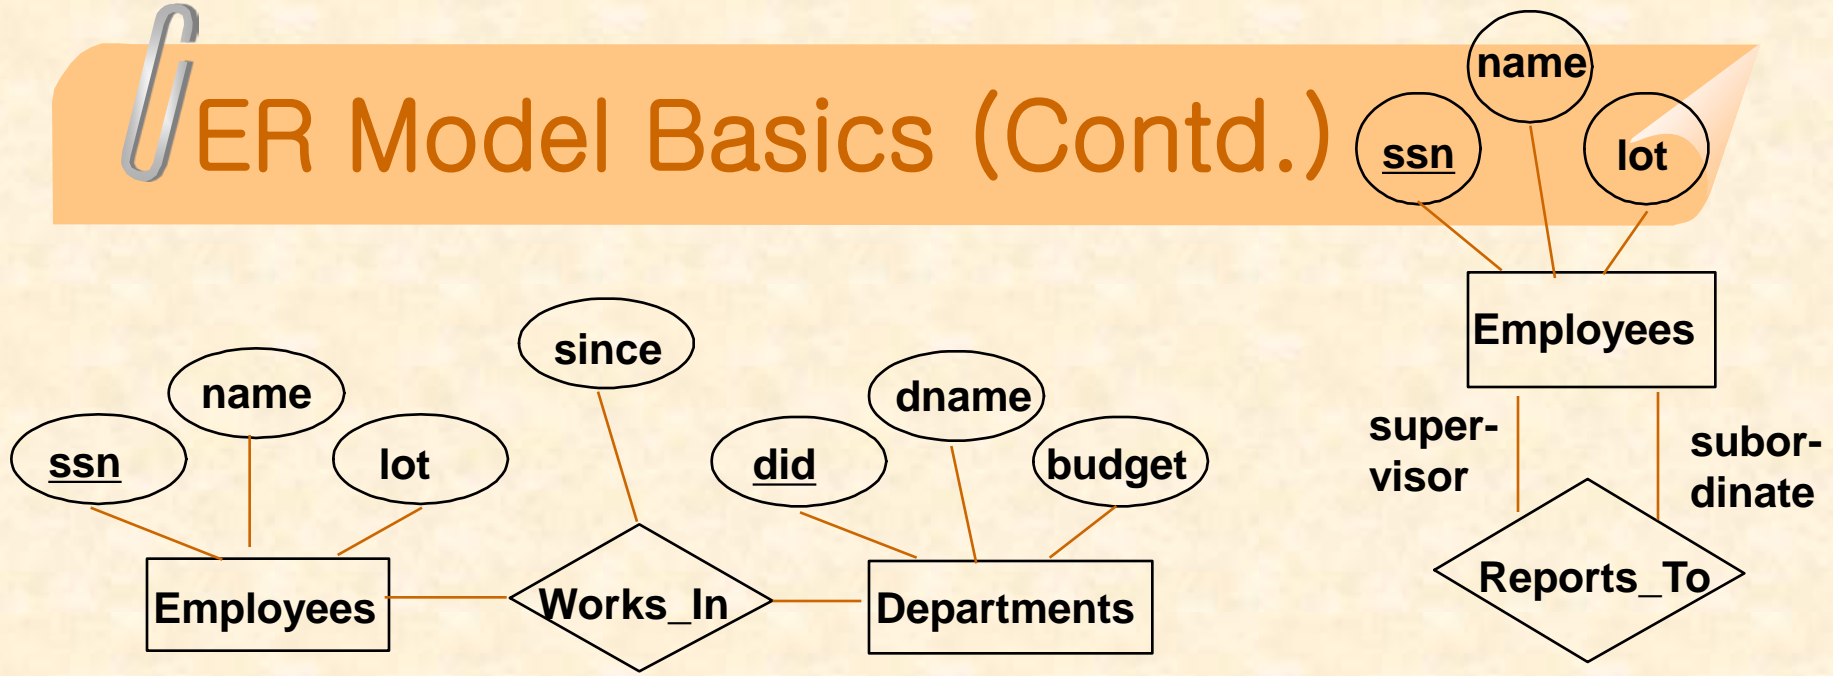 ER Model Basics (Contd.)
name
ssn
lot
Employees
super-
visor
subor-
dinate
Reports_To
since
name
dname
ssn
lot
did
budget
Employees
Works_In
Departments